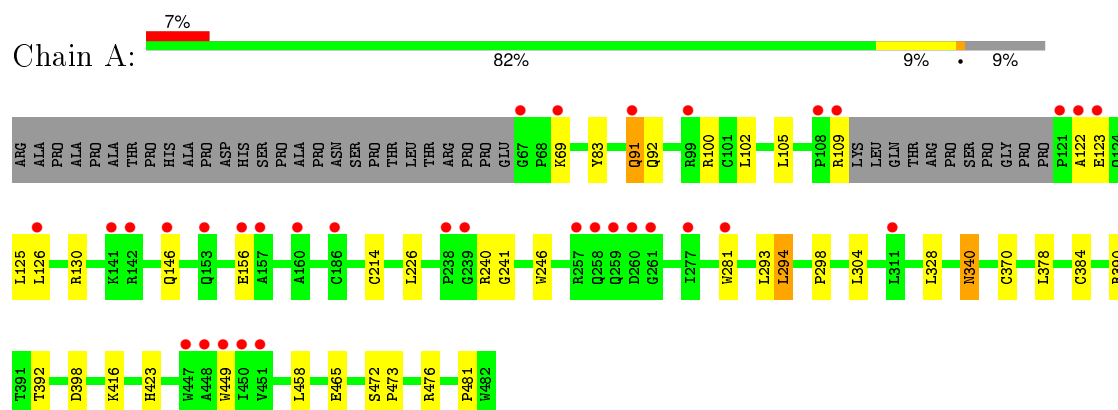 7%
Chain A:
82% 9% • 9%
ARG ALA PRO ALA PRO ALA THR PRO HIS ALA PRO ASP HIS SER PRO ALA PRO ASN SER PRO THR LEU THR ARG PRO PRO GLU G67 P68 K69 Y83 Q91 Q92 R99 R100 C101 L102 L105 P108 R109 LYS LEU GLN THR ARG PRO SER PRO GLY PRO PRO P121 A122 E123 Q124
L125 L126 R130 K141 R142 Q146 Q153 E156 A157 A160 C186 C214 L226 P238 G239 R240 G241 W246 R257 Q258 Q259 D260 G261 I277 W281 L293 L294 P298 L304 L311 L328 N340 C370 L378 C384 R390
T391 T392 D398 K416 H423 W447 A448 W449 I450 V451 L458 E465 S472 P473 R476 P481 W482